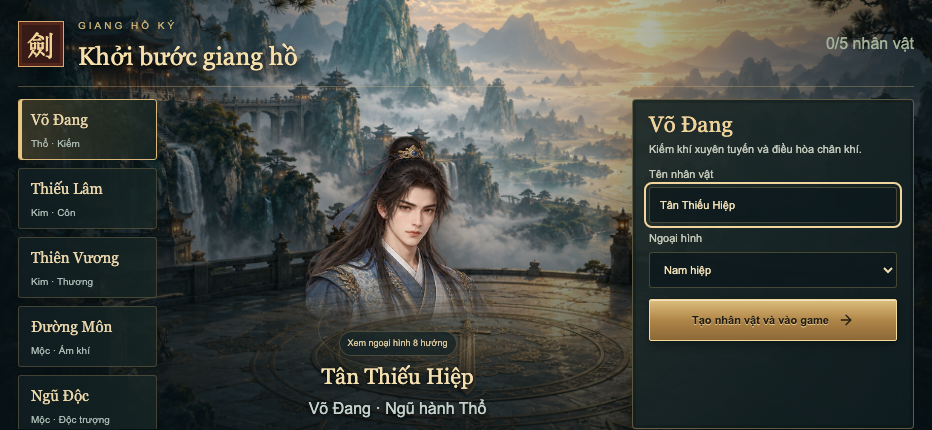 劍
GIANG HỒ KÝ
Khởi bước giang hồ
0/5 nhân vật
Võ Đang
Thổ · Kiếm
Thiếu Lâm
Kim · Côn
Thiên Vương
Kim · Thương
Đường Môn
Mộc · Ám khí
Ngũ Độc
Mộc · Độc trượng
Xem ngoại hình 8 hướng
Tân Thiếu Hiệp
Võ Đang · Ngũ hành Thổ
Võ Đang
Kiếm khí xuyên tuyến và điều hòa chân khí.
Tên nhân vật
Tân Thiếu Hiệp
Ngoại hình
Nam hiệp
Tạo nhân vật và vào game →